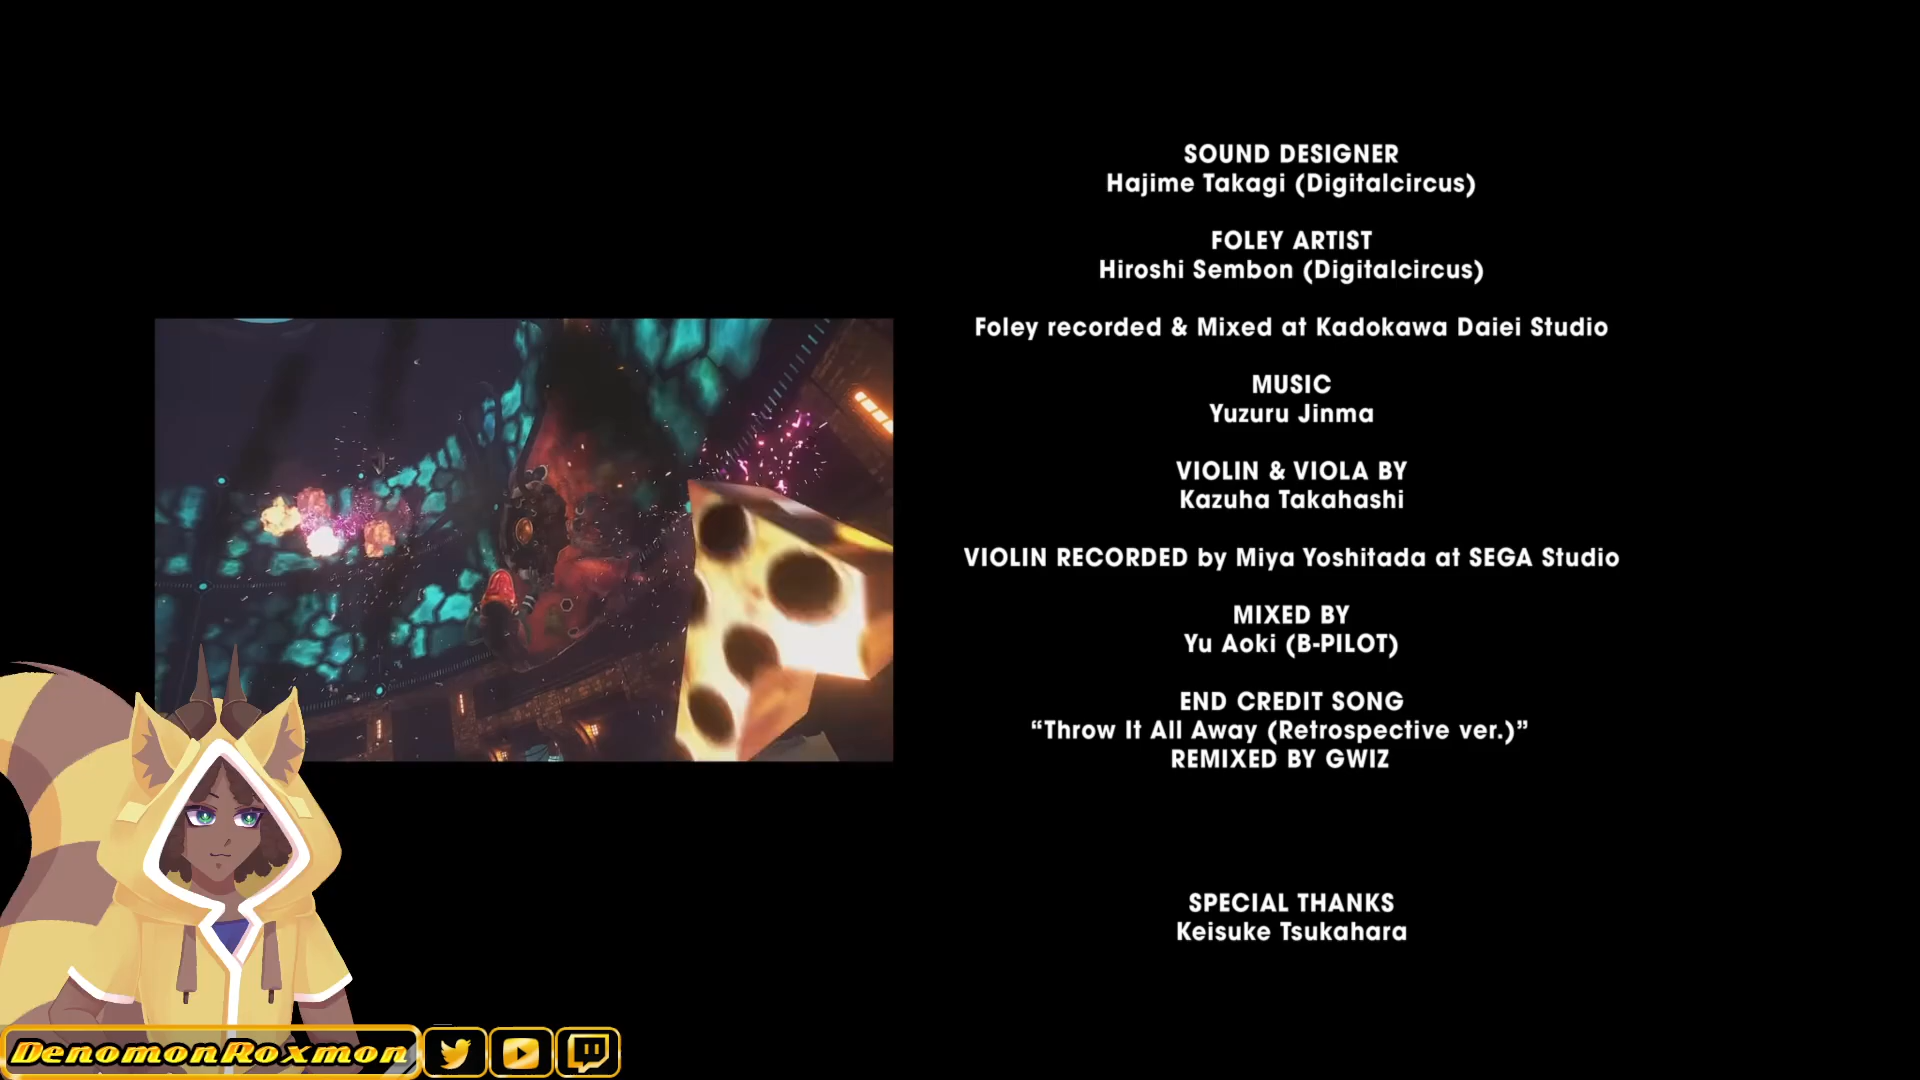 SOUND DESIGNER
Hajime Takagi (Digitalcircus)
FOLEY ARTIST
Hiroshi Sembon (Digitalcircus)
Foley recorded & Mixed at Kadokawa Daiei Studio
MUSIC
Yuzuru Jinma
VIOLIN & VIOLA BY
Kazuha Takahashi
VIOLIN RECORDED by Miya Yoshitada at SEGA Studio
MIXED BY
Yu Aoki (B-PILOT)
END CREDIT SONG
“Throw It All Away (Retrospective ver.)”
REMIXED BY GWIZ
SPECIAL THANKS
Keisuke Tsukahara
DenomonRoxmon